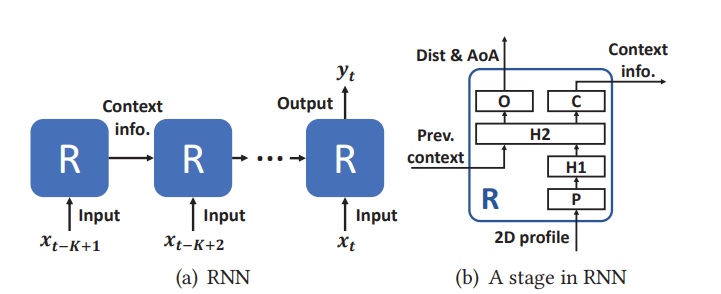 y_t
Context
info.
Output
R
R
...
R
Input
Input
Input
x_{t-K+1}
x_{t-K+2}
x_t
(a) RNN
Dist & AoA
Context
info.
O
C
Prev.
context
H2
H1
R
P
2D profile
(b) A stage in RNN